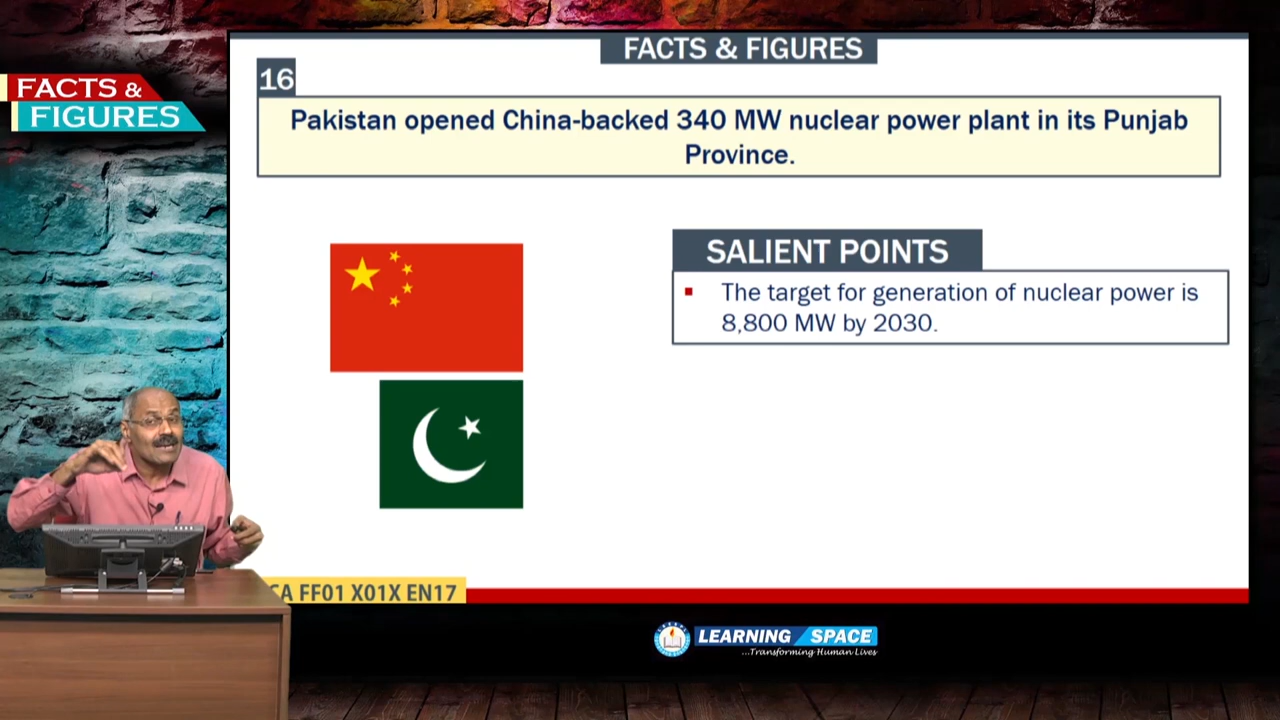 FACTS & FIGURES
16
FACTS &
FIGURES
Pakistan opened China-backed 340 MW nuclear power plant in its Punjab
Province.
SALIENT POINTS
The target for generation of nuclear power is
8,800 MW by 2030.
CA FF01 X01X EN17
LEARNING SPACE
...Transforming Human Lives